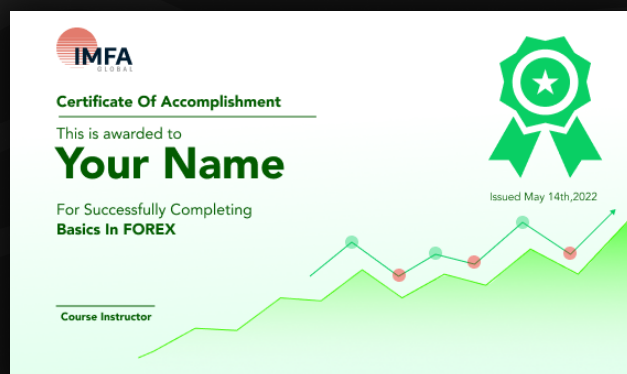 IMFA
GLOBAL
Certificate Of Accomplishment
This is awarded to
Your Name
For Successfully Completing
Basics In FOREX
Issued May 14th,2022
Course Instructor